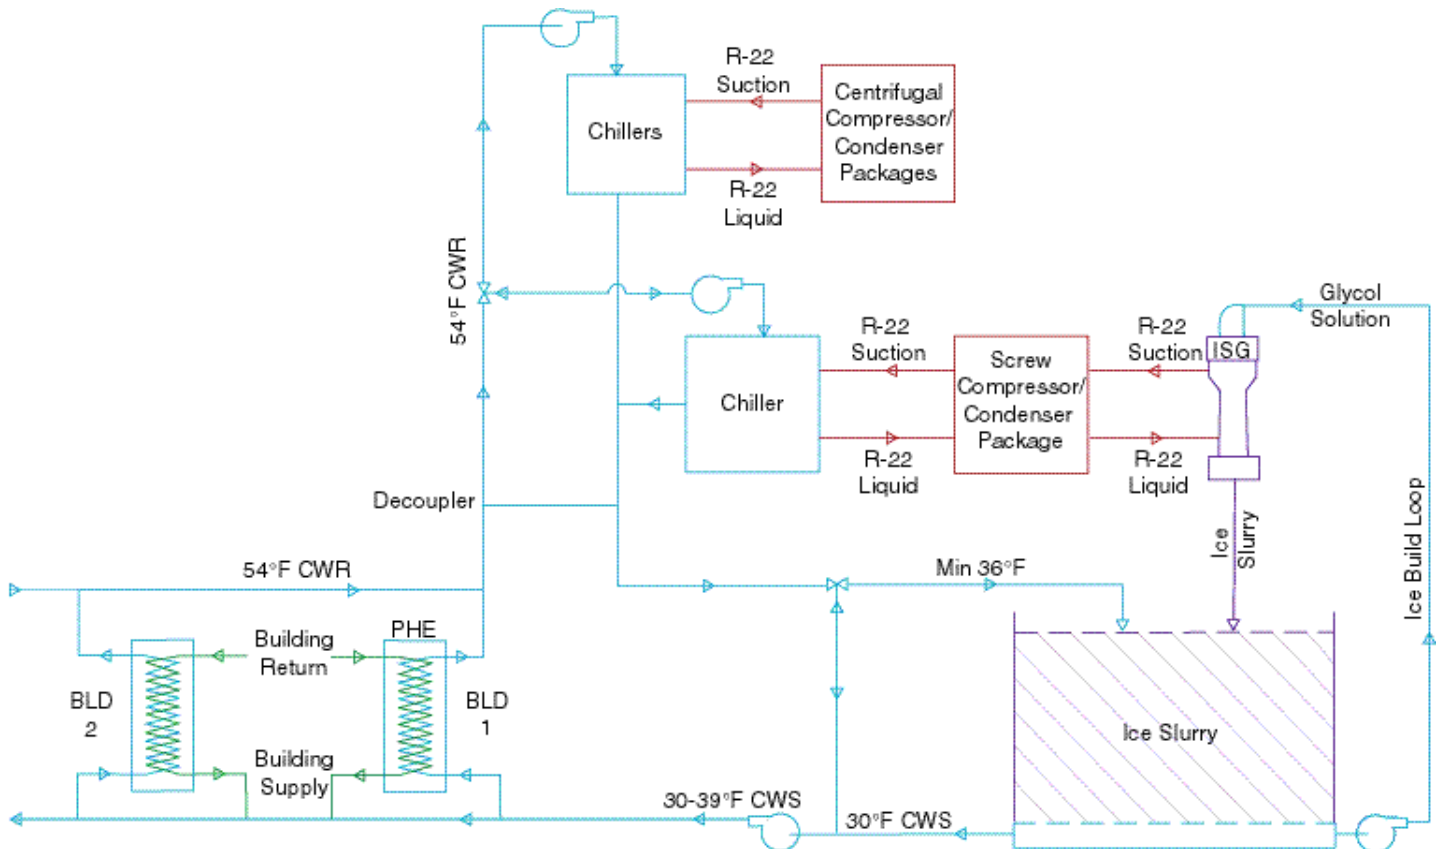 R-22
Suction
Centrifugal
Compressor/
Condenser
Packages
Chillers
R-22
Liquid
54°F CWR
Glycol
Solution
R-22
Suction
Screw
Compressor/
Condenser
Package
R-22
Suction
ISG
Chiller
R-22
Liquid
R-22
Liquid
Decoupler
Ice
Slurry
Ice Build Loop
54°F CWR
Min 36°F
PHE
Building
Return
BLD
2
BLD
1
Ice Slurry
Building
Supply
30-39°F CWS
30°F CWS